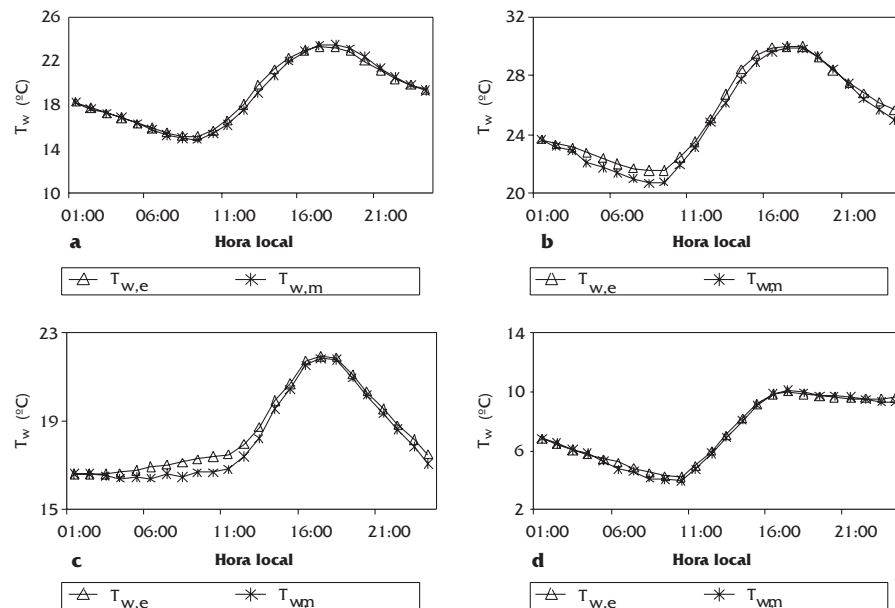 26
22
18
14
10
T_w (ºC)
01:00 06:00 11:00 16:00 21:00
a Hora local
T_w,e T_w,m
32
28
24
20
T_w (ºC)
01:00 06:00 11:00 16:00 21:00
b Hora local
T_w,e T_w,m
23
19
15
T_w (ºC)
01:00 06:00 11:00 16:00 21:00
c Hora local
T_w,e T_w,m
14
10
6
2
T_w (ºC)
01:00 06:00 11:00 16:00 21:00
d Hora local
T_w,e T_w,m